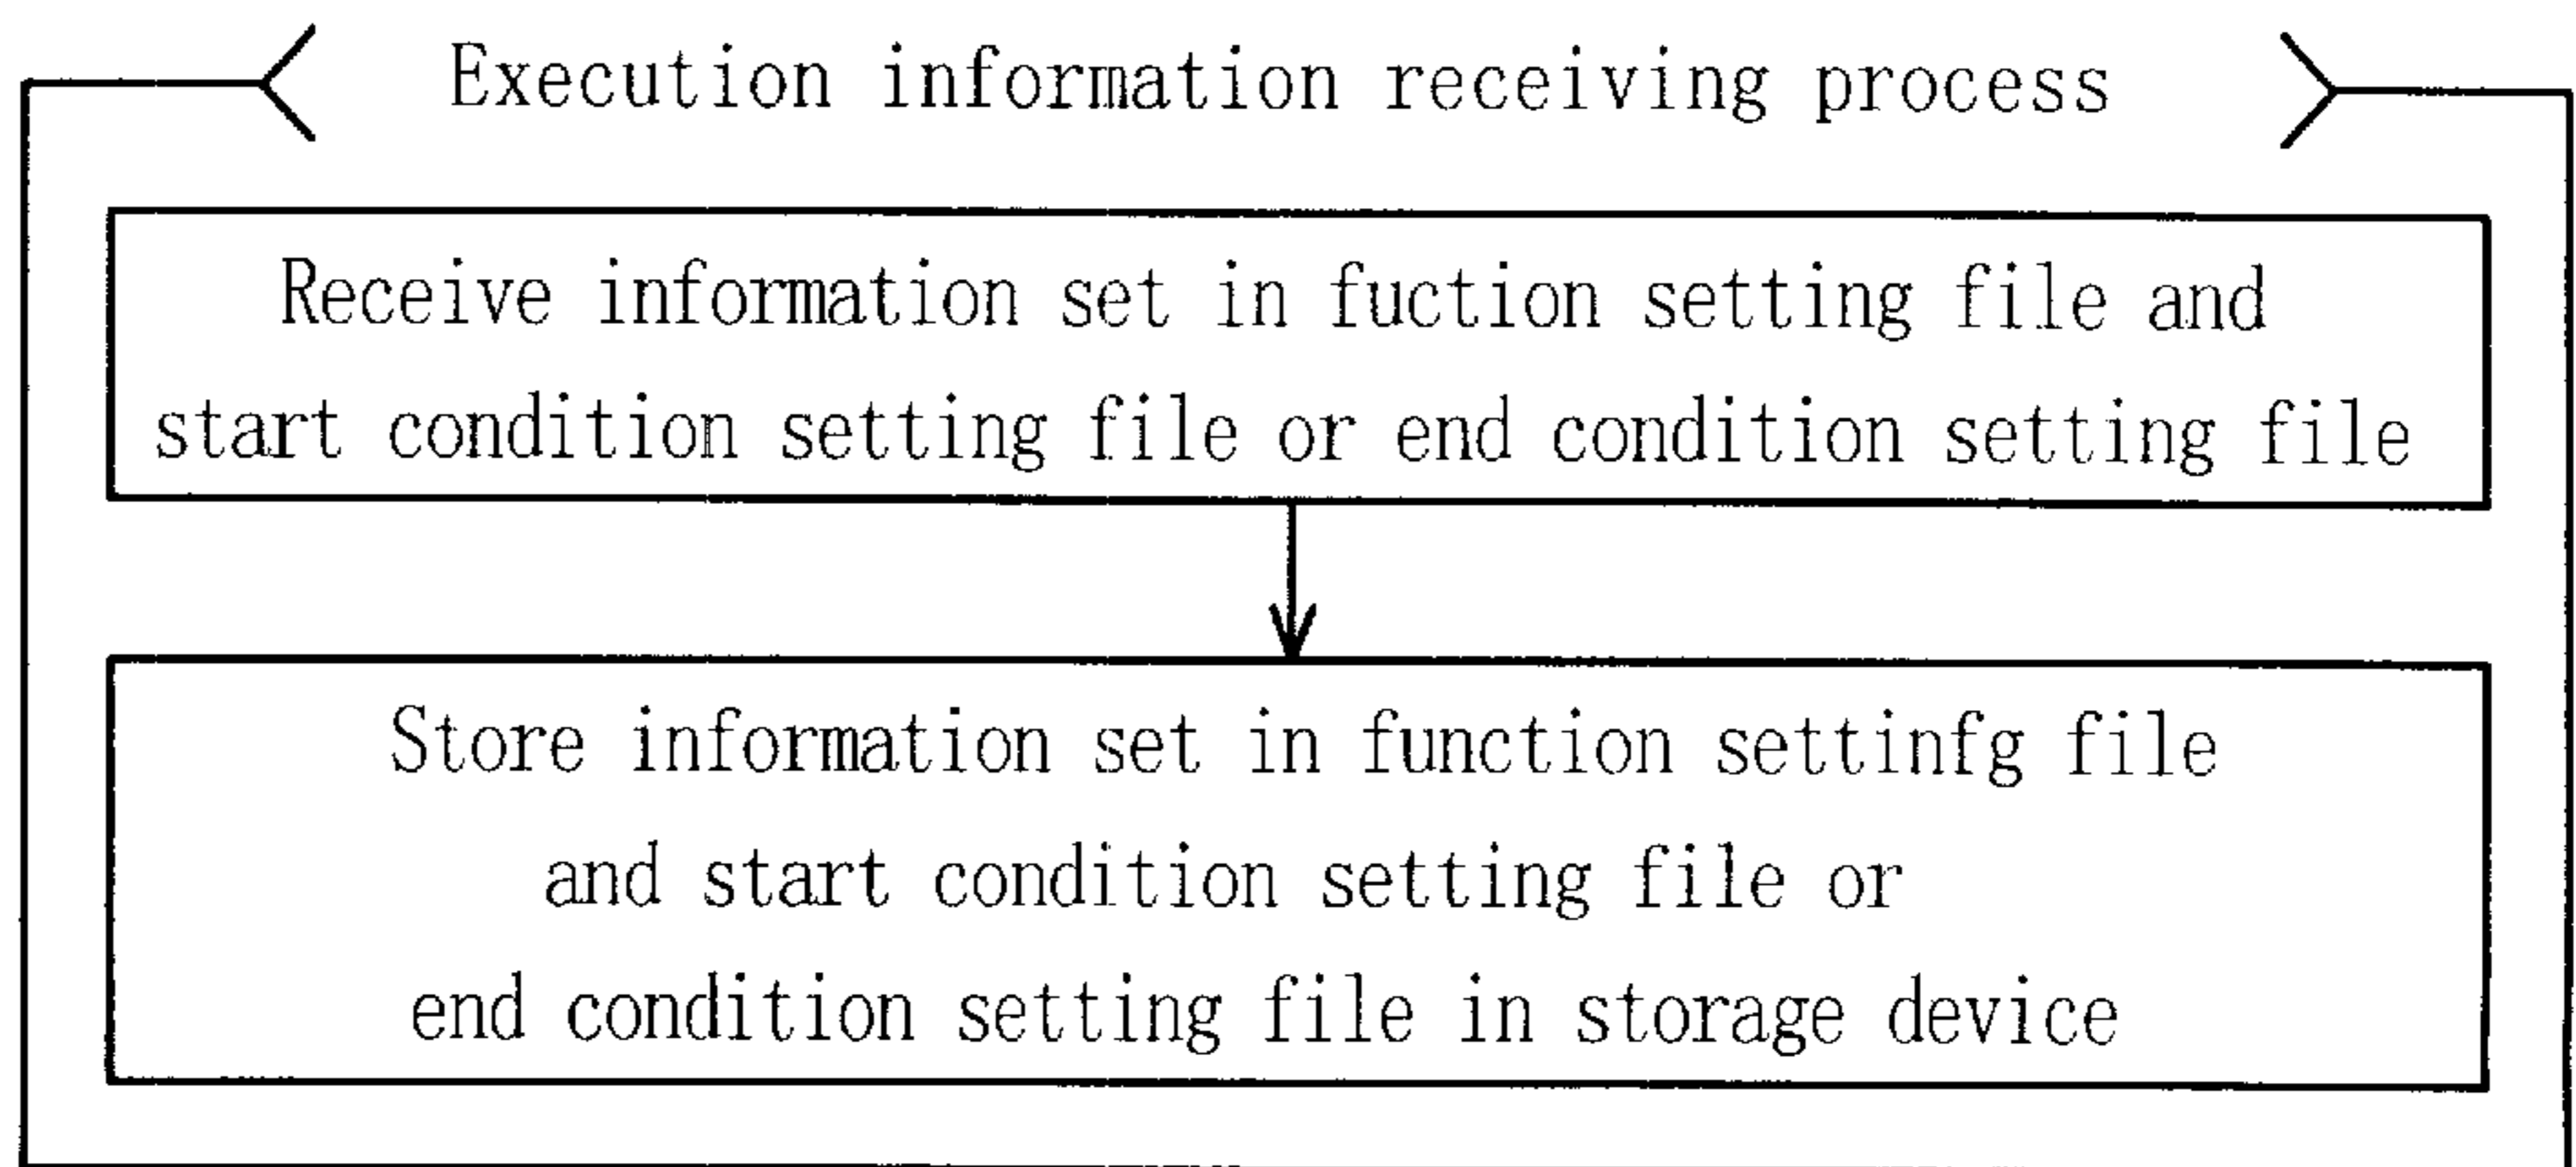 Execution information receiving process
Receive information set in fuction setting file and
start condition setting file or end condition setting file
Store information set in function settinfg file
and start condition setting file or
end condition setting file in storage device